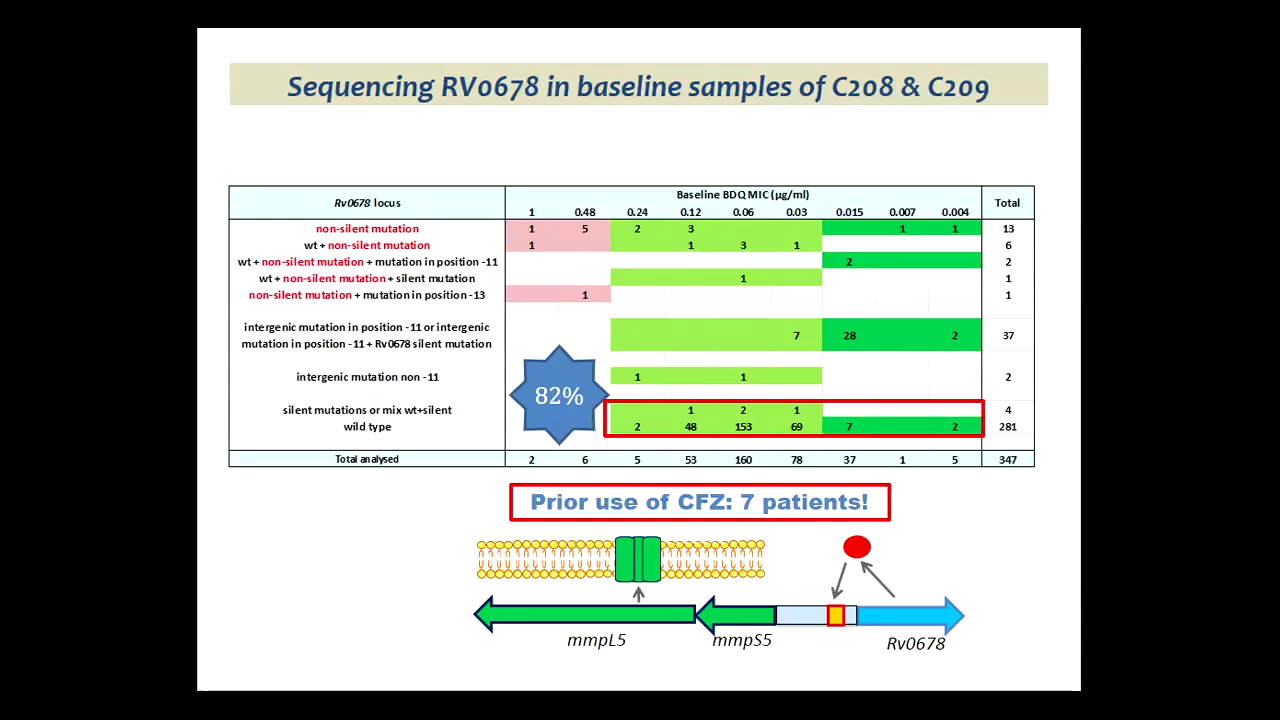 Sequencing RV0678 in baseline samples of C208 & C209
Rv0678 locus
Baseline BDQ MIC (µg/ml)
Total
1 0.48 0.24 0.12 0.06 0.03 0.015 0.007 0.004
non-silent mutation 1 5 2 3 1 1 13
wt + non-silent mutation 1 1 3 1 6
wt + non-silent mutation + mutation in position -11 2 2
wt + non-silent mutation + silent mutation 1 1
non-silent mutation + mutation in position -13 1 1
intergenic mutation in position -11 or intergenic
mutation in position -11 + Rv0678 silent mutation 7 28 2 37
intergenic mutation non -11 1 1 2
82%
silent mutations or mix wt+silent 1 2 1 4
wild type 2 48 153 69 7 2 281
Total analysed 2 6 5 53 160 78 37 1 5 347
Prior use of CFZ: 7 patients!
mmpL5 mmpS5 Rv0678